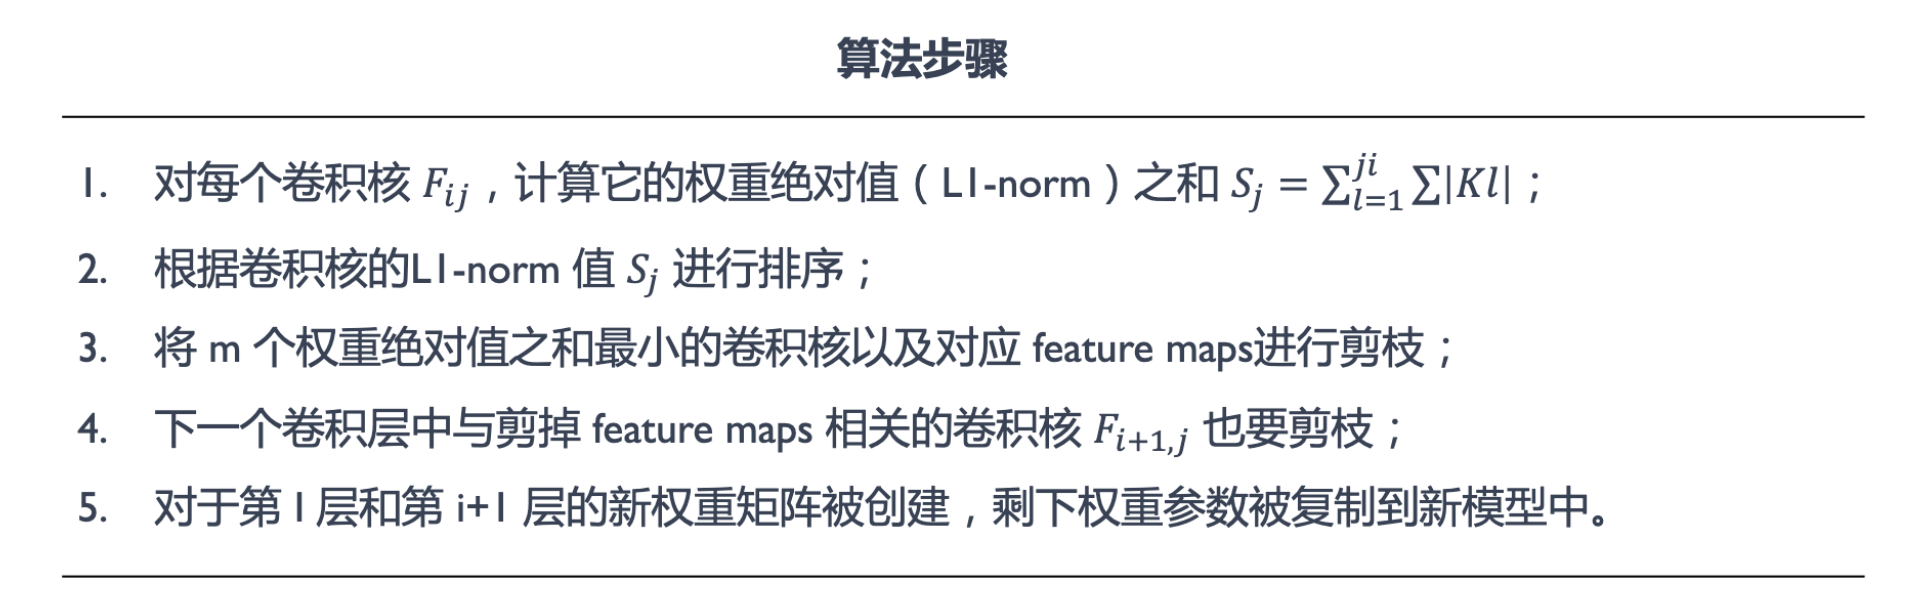 算法步骤
1. 对每个卷积核 F_{ij}，计算它的权重绝对值（L1-norm）之和 S_j = ∑_{l=1}^{ji} ∑|Kl|；
2. 根据卷积核的L1-norm 值 S_j 进行排序；
3. 将 m 个权重绝对值之和最小的卷积核以及对应 feature maps进行剪枝；
4. 下一个卷积层中与剪掉 feature maps 相关的卷积核 F_{i+1,j} 也要剪枝；
5. 对于第 I 层和第 i+1 层的新权重矩阵被创建，剩下权重参数被复制到新模型中。